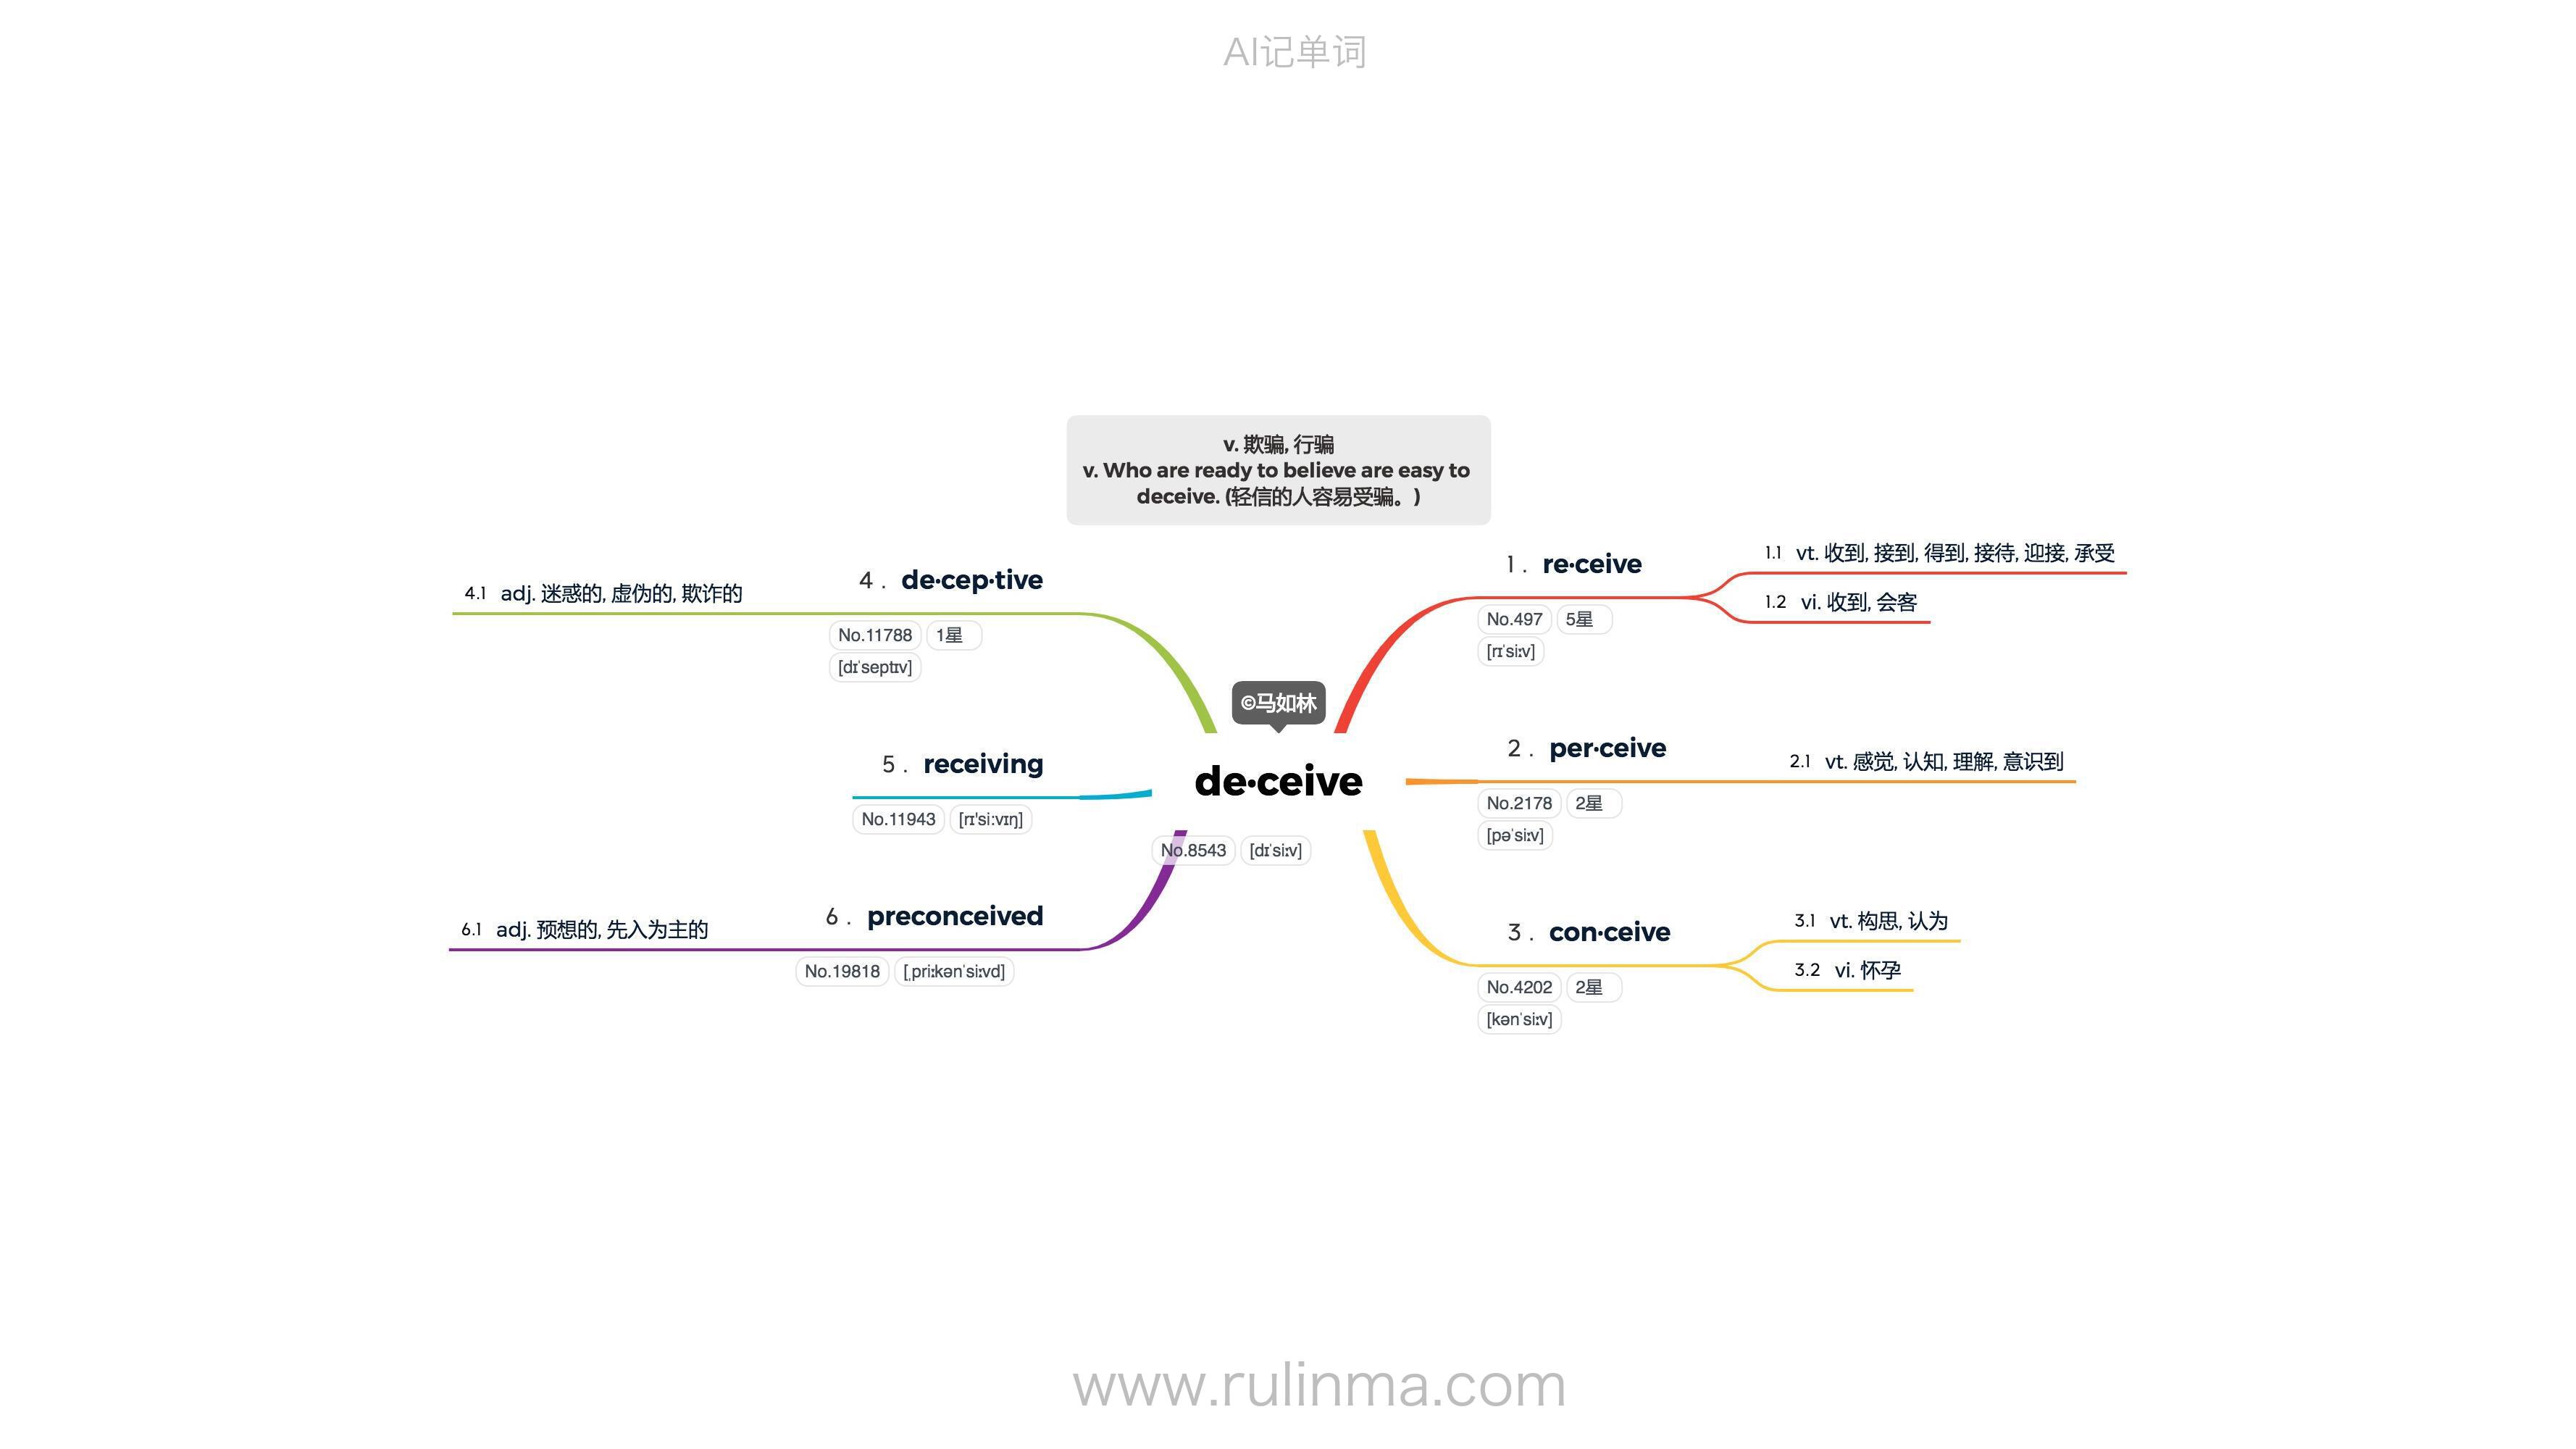 AI记单词
v. 欺骗, 行骗
v. Who are ready to believe are easy to
deceive. (轻信的人容易受骗。)
©马如林
de·ceive
No.8543 [dɪˈsiːv]
1 . re·ceive
No.497 5星
[rɪˈsiːv]
1.1 vt. 收到, 接到, 得到, 接待, 迎接, 承受
1.2 vi. 收到, 会客
2 . per·ceive
No.2178 2星
[pəˈsiːv]
2.1 vt. 感觉, 认知, 理解, 意识到
3 . con·ceive
No.4202 2星
[kənˈsiːv]
3.1 vt. 构思, 认为
3.2 vi. 怀孕
4 . de·cep·tive
No.11788 1星
[dɪˈseptɪv]
4.1 adj. 迷惑的, 虚伪的, 欺诈的
5 . receiving
No.11943 [rɪ'si:vɪŋ]
6 . preconceived
No.19818 [ˌpriːkənˈsiːvd]
6.1 adj. 预想的, 先入为主的
www.rulinma.com